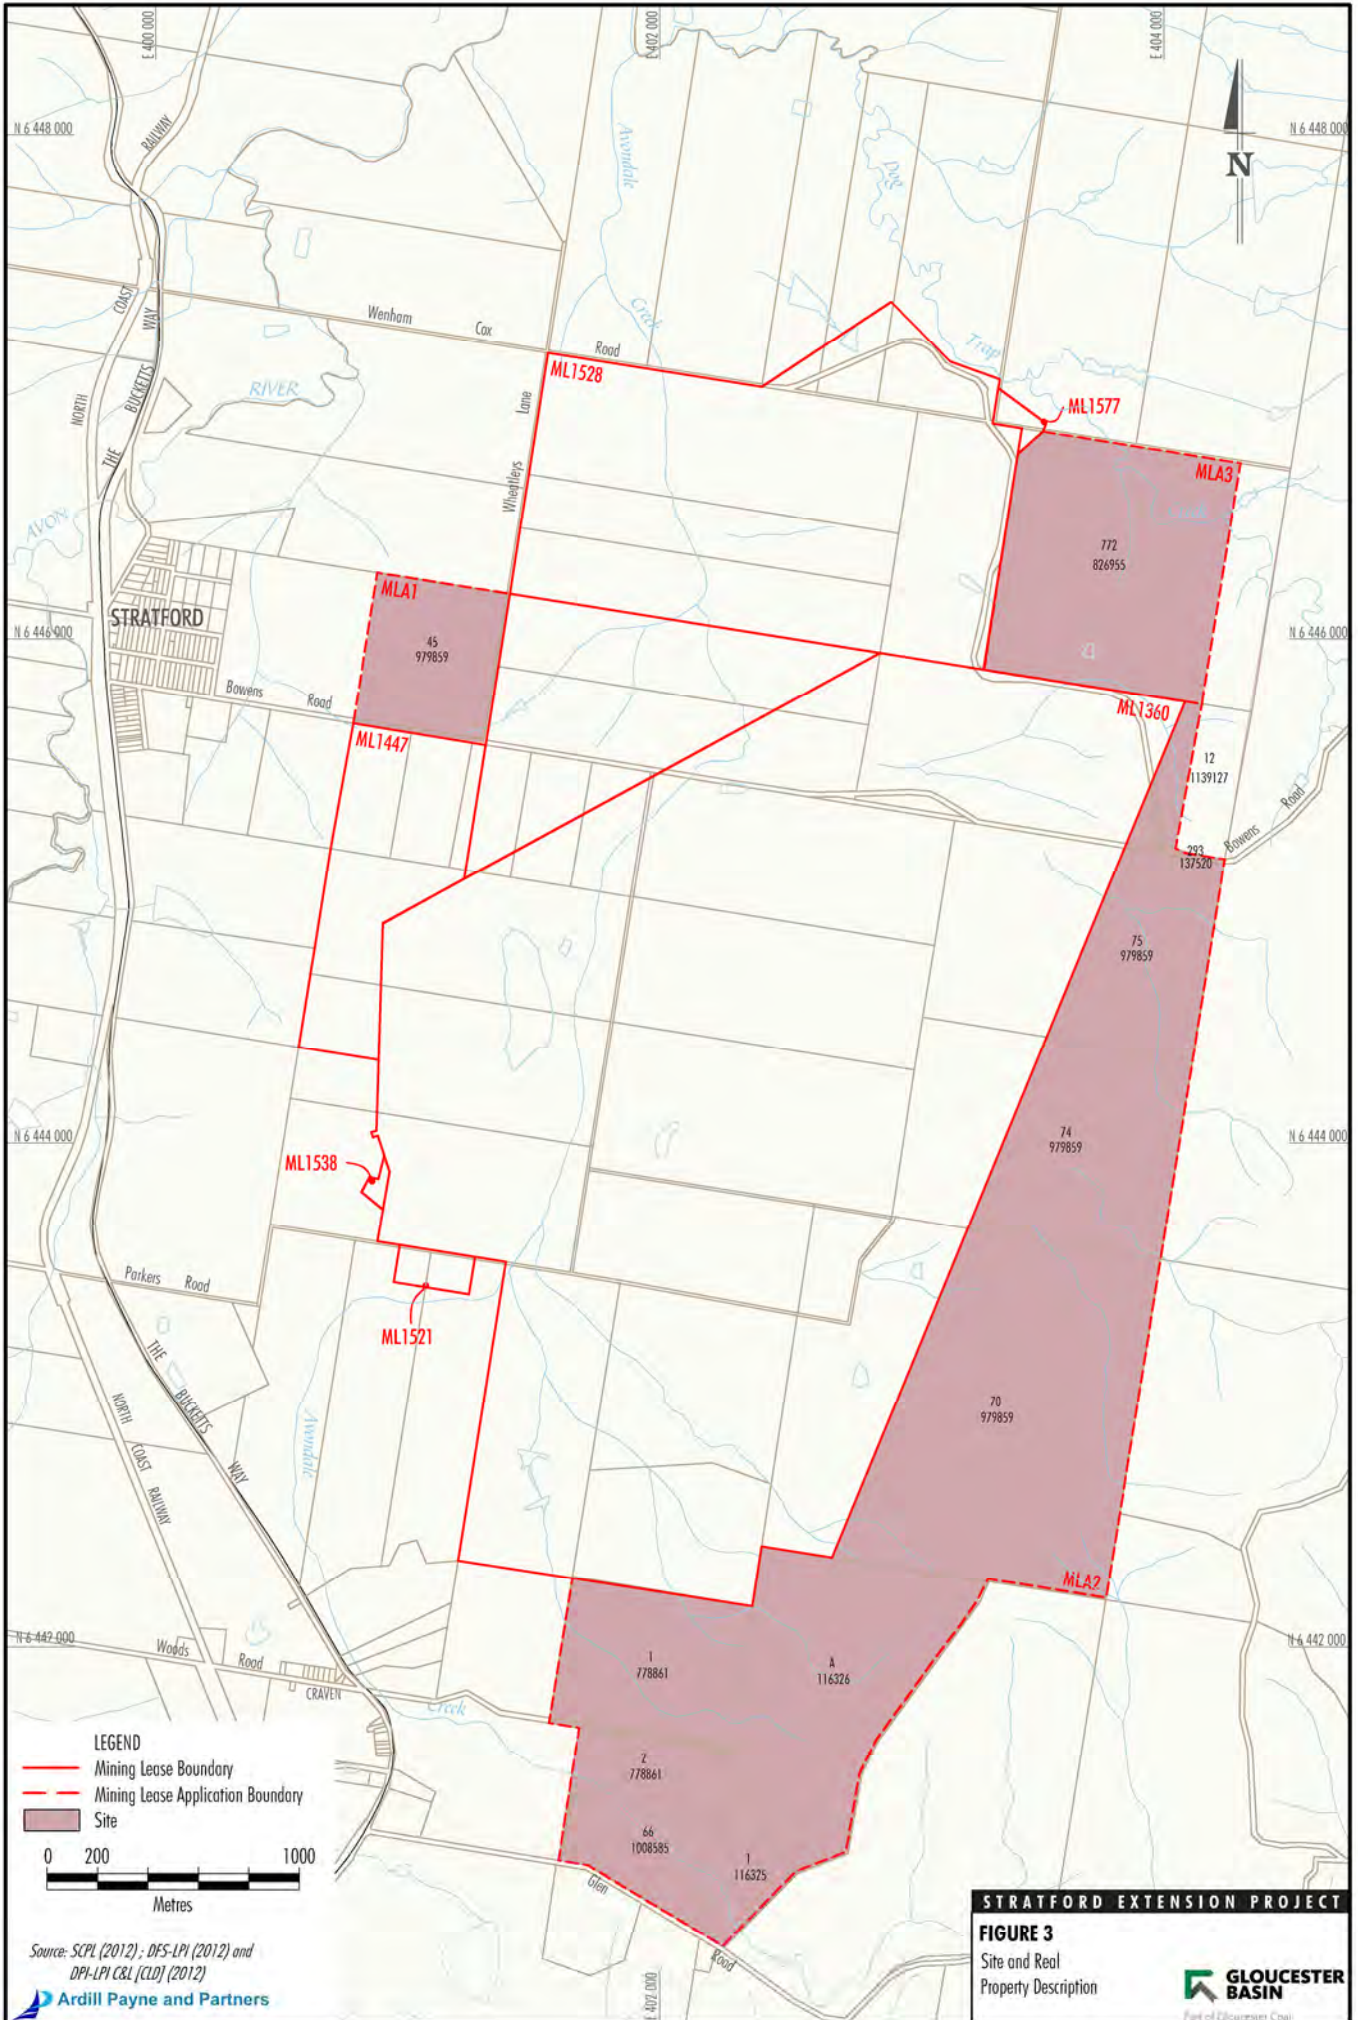 E 400 000
E 402 000
E 404 000
N 6 448 000
N 6 448 000
RAILWAY
Avondale
Dog
N
COAST
WAY
Wenham
Cox
Road
Creek
Trap
ML1528
NORTH
BUCKETTS
THE
RIVER
Lane
Wheatleys
ML1577
MLA3
AVON
Creek
772
826955
MLA1
STRATFORD
N 6 446 000
N 6 446 000
45
979859
Bowens
Road
ML1447
ML1360
12
1139127
Bowens
Road
293
137520
75
979859
N 6 444 000
N 6 444 000
74
979859
ML1538
Parkers
Road
ML1521
THE
BUCKETTS
WAY
NORTH
COAST
RAILWAY
Avondale
70
979859
MLA2
N 6 442 000
N 6 442 000
Woods
Road
CRAVEN
Creek
1
778861
A
116326
2
778861
66
1008585
1
116325
Glen
Road
E 402 000
LEGEND
Mining Lease Boundary
Mining Lease Application Boundary
Site
0 200 1000
Metres
Source: SCPL (2012) ; DFS-LPI (2012) and
DPI-LPI C&L [CLD] (2012)
Ardill Payne and Partners
STRATFORD EXTENSION PROJECT
FIGURE 3
Site and Real
Property Description
GLOUCESTER
BASIN
Part of Gloucester Coal